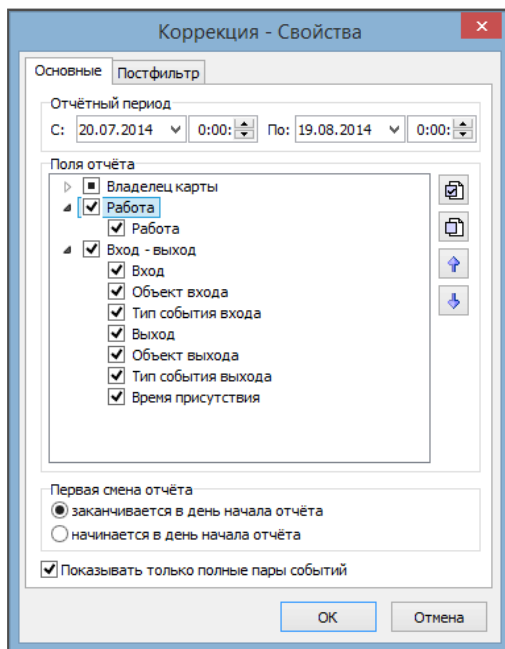 Коррекция - Свойства
Основные Постфильтр
Отчётный период
С: 20.07.2014 0:00: По: 19.08.2014 0:00:
Поля отчёта
Владелец карты
Работа
Работа
Вход - выход
Вход
Объект входа
Тип события входа
Выход
Объект выхода
Тип события выхода
Время присутствия
Первая смена отчёта
заканчивается в день начала отчёта
начинается в день начала отчёта
Показывать только полные пары событий
ОК Отмена